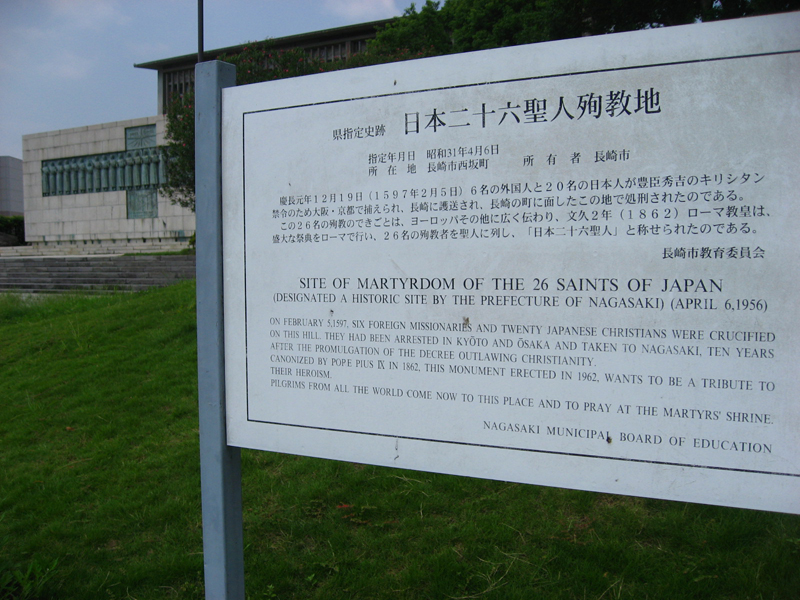 県指定史跡 日本二十六聖人殉教地
指定年月日 昭和31年4月6日
所在地 長崎市西坂町 所有者 長崎市
慶長元年12月19日(1597年2月5日)6名の外国人と20名の日本人が豊臣秀吉のキリシタン
禁令のため大阪・京都で捕えられ、長崎に護送され、長崎の町に面したこの地で処刑されたのである。
この26名の殉教のできごとは、ヨーロッパその他に広く伝わり、文久2年(1862)ローマ教皇は、
盛大な祭典をローマで行い、26名の殉教者を聖人に列し、「日本二十六聖人」と称せられたのである。
長崎市教育委員会
SITE OF MARTYRDOM OF THE 26 SAINTS OF JAPAN
(DESIGNATED A HISTORIC SITE BY THE PREFECTURE OF NAGASAKI) (APRIL 6,1956)
ON FEBRUARY 5,1597, SIX FOREIGN MISSIONARIES AND TWENTY JAPANESE CHRISTIANS WERE CRUCIFIED
ON THIS HILL. THEY HAD BEEN ARRESTED IN KYŌTO AND ŌSAKA AND TAKEN TO NAGASAKI, TEN YEARS
AFTER THE PROMULGATION OF THE DECREE OUTLAWING CHRISTIANITY.
CANONIZED BY POPE PIUS IX IN 1862, THIS MONUMENT ERECTED IN 1962, WANTS TO BE A TRIBUTE TO
THEIR HEROISM.
PILGRIMS FROM ALL THE WORLD COME NOW TO THIS PLACE AND TO PRAY AT THE MARTYRS' SHRINE.
NAGASAKI MUNICIPAL BOARD OF EDUCATION